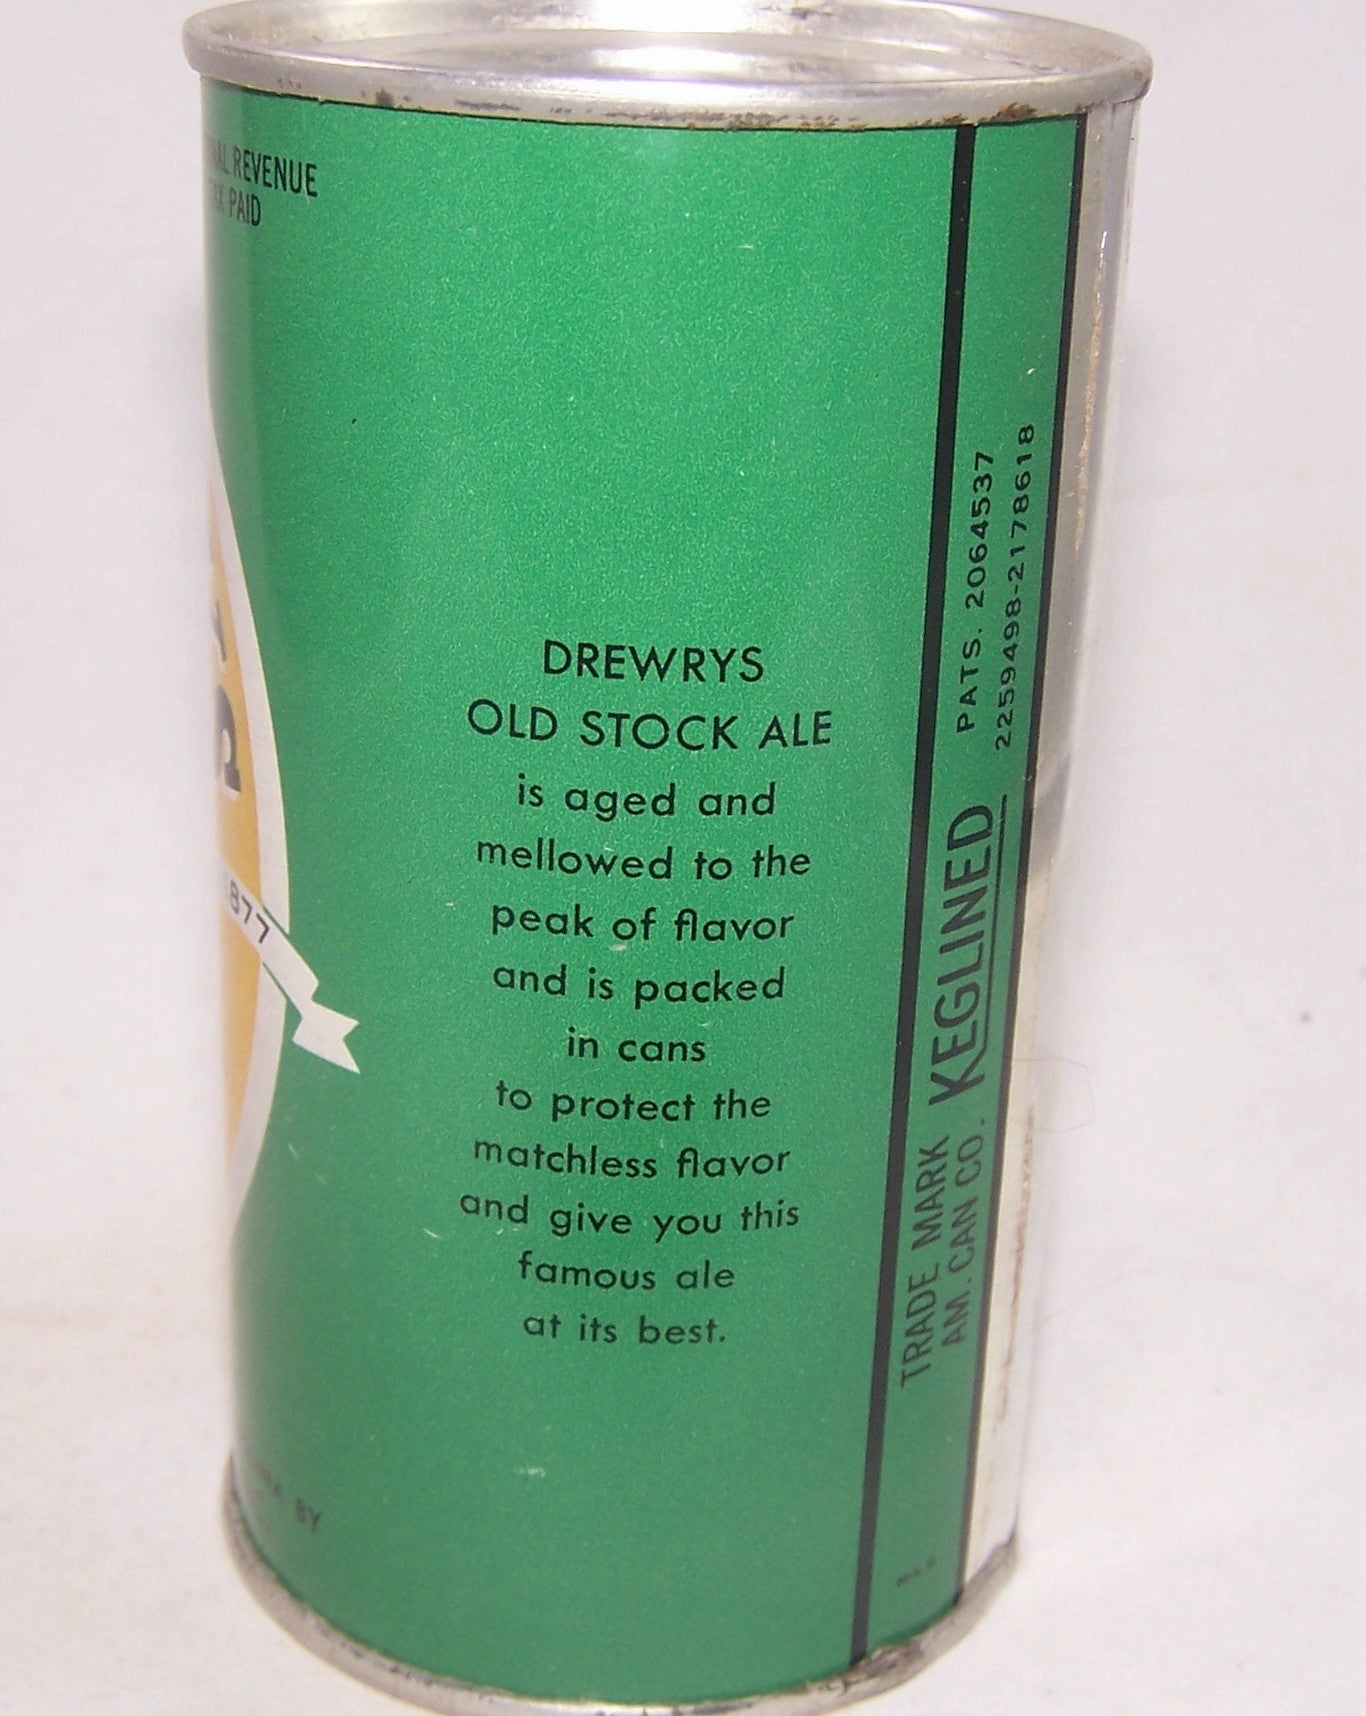 REVENUE
PAID
877
DREWRYS
OLD STOCK ALE
is aged and
mellowed to the
peak of flavor
and is packed
in cans
to protect the
matchless flavor
and give you this
famous ale
at its best.
BY
TRADE MARK KEGLINED PATS. 2064537
AM. CAN CO. 2259498-2178618